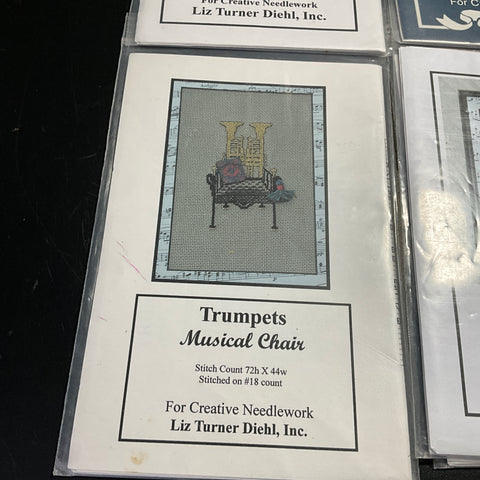 For Creative Needlework
Liz Turner Diehl, Inc.
For C
Trumpets
Musical Chair
Stitch Count 72h X 44w
Stitched on #18 count
For Creative Needlework
Liz Turner Diehl, Inc.